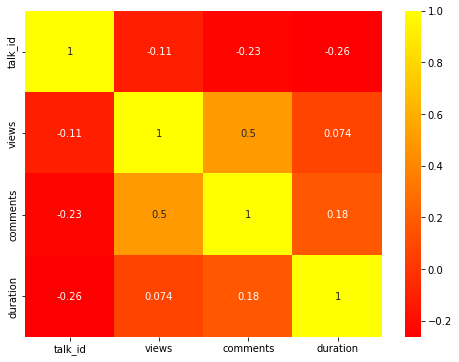 talk_id
1
-0.11
-0.23
-0.26
views
-0.11
1
0.5
0.074
comments
-0.23
0.5
1
0.18
duration
-0.26
0.074
0.18
1
talk_id
views
comments
duration
1.0
0.8
0.6
0.4
0.2
0.0
−0.2